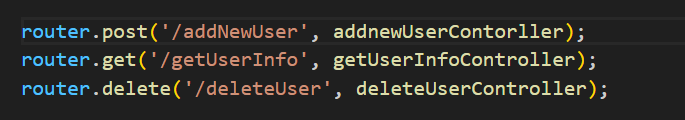 router.post('/addNewUser', addnewUserContorller);
router.get('/getUserInfo', getUserInfoController);
router.delete('/deleteUser', deleteUserController);